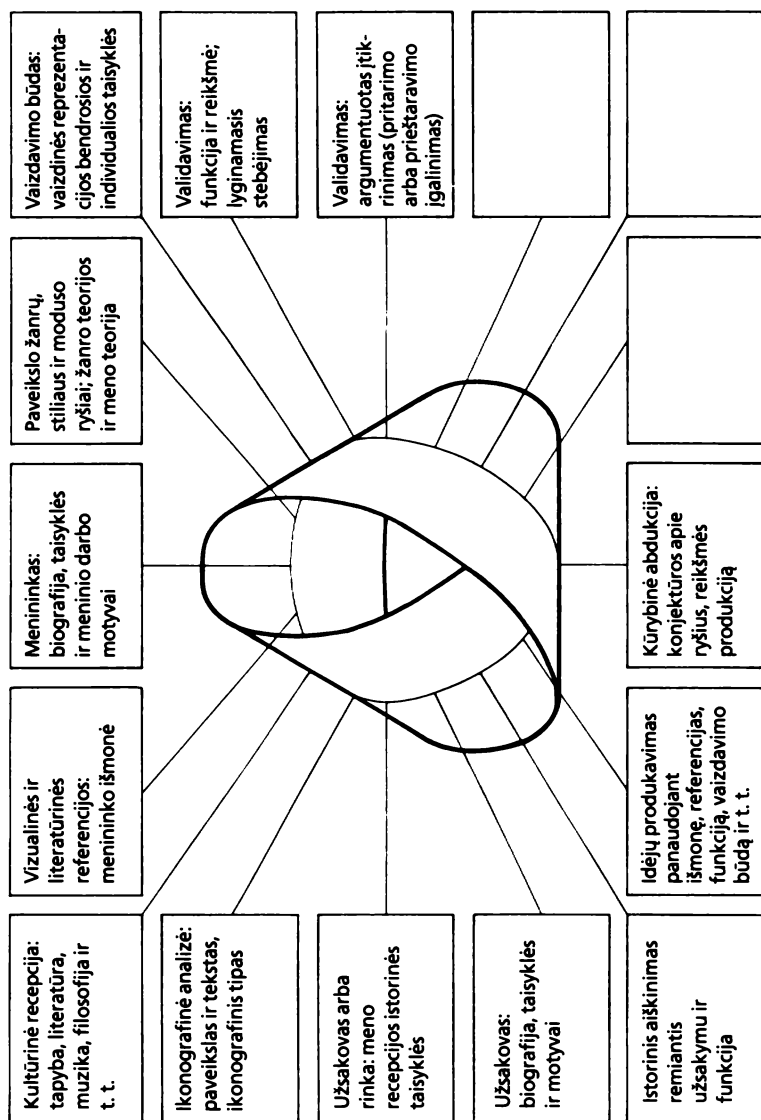 Kultūrinė recepcija:
tapyba, literatūra,
muzika, filosofija ir
t. t.
Vizualinės ir
literatūrinės
referencijos:
menininko išmonė
Menininkas:
biografija, taisyklės
ir meninio darbo
motyvai
Paveikslo žanrų,
stiliaus ir moduso
ryšiai; žanro teorijos
ir meno teorija
Vaizdavimo būdas:
vaizdinės reprezenta-
cijos bendrosios ir
individualios taisyklės
Ikonografinė analizė:
paveikslas ir tekstas,
ikonografinis tipas
Validavimas:
funkcija ir reikšmė;
lyginamasis
stebėjimas
Užsakovas arba
rinka: meno
recepcijos istorinės
taisyklės
Validavimas:
argumentuotas įtik-
rinimas (pritarimo
arba prieštaravimo
įgalinimas)
Užsakovas:
biografija, taisyklės
ir motyvai
Istorinis aiškinimas
remiantis
užsakymu ir
funkcija
Idėjų produkavimas
panaudojant
išmonę, referencijas,
funkciją, vaizdavimo
būdą ir t. t.
Kūrybinė abdukcija:
konjektūros apie
ryšius, reikšmės
produkciją